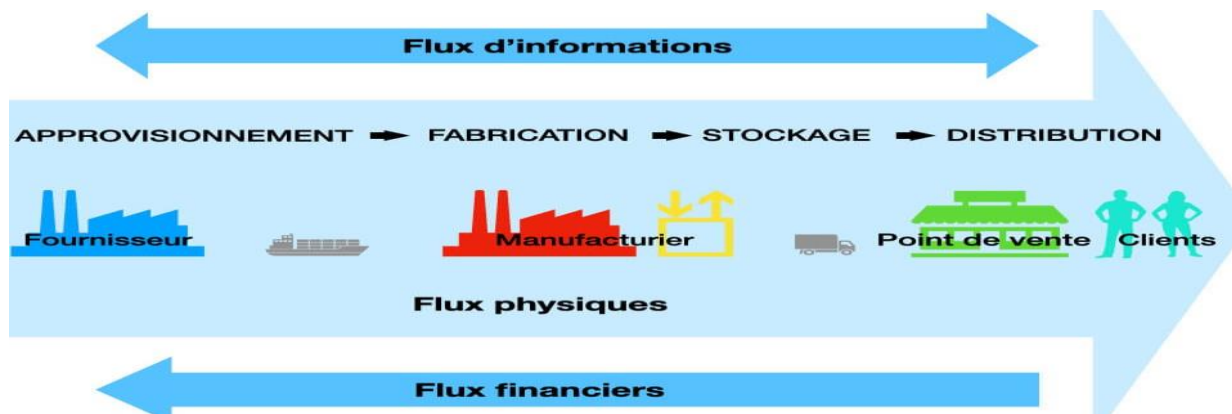 Flux d'informations
APPROVISIONNEMENT FABRICATION STOCKAGE DISTRIBUTION
Fournisseur Manufacturier Point de vente Clients
Flux physiques
Flux financiers